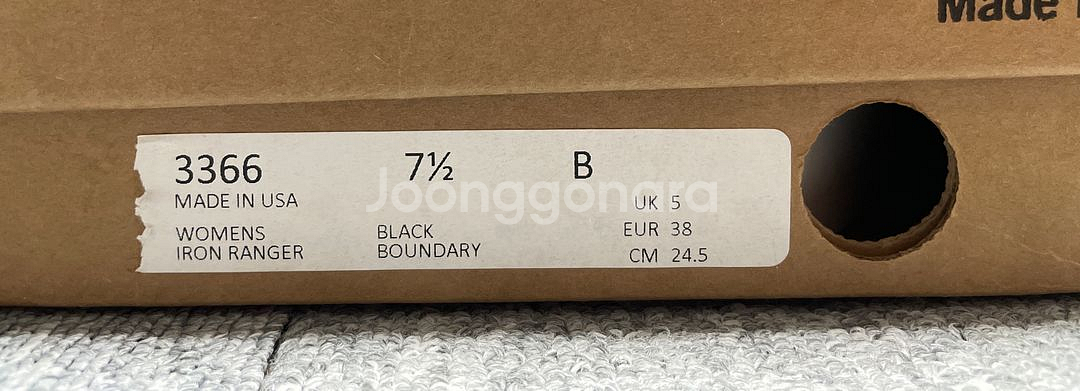 Made
3366 7½ B
MADE IN USA
Joonggonara
UK 5
WOMENS BLACK EUR 38
IRON RANGER BOUNDARY CM 24.5